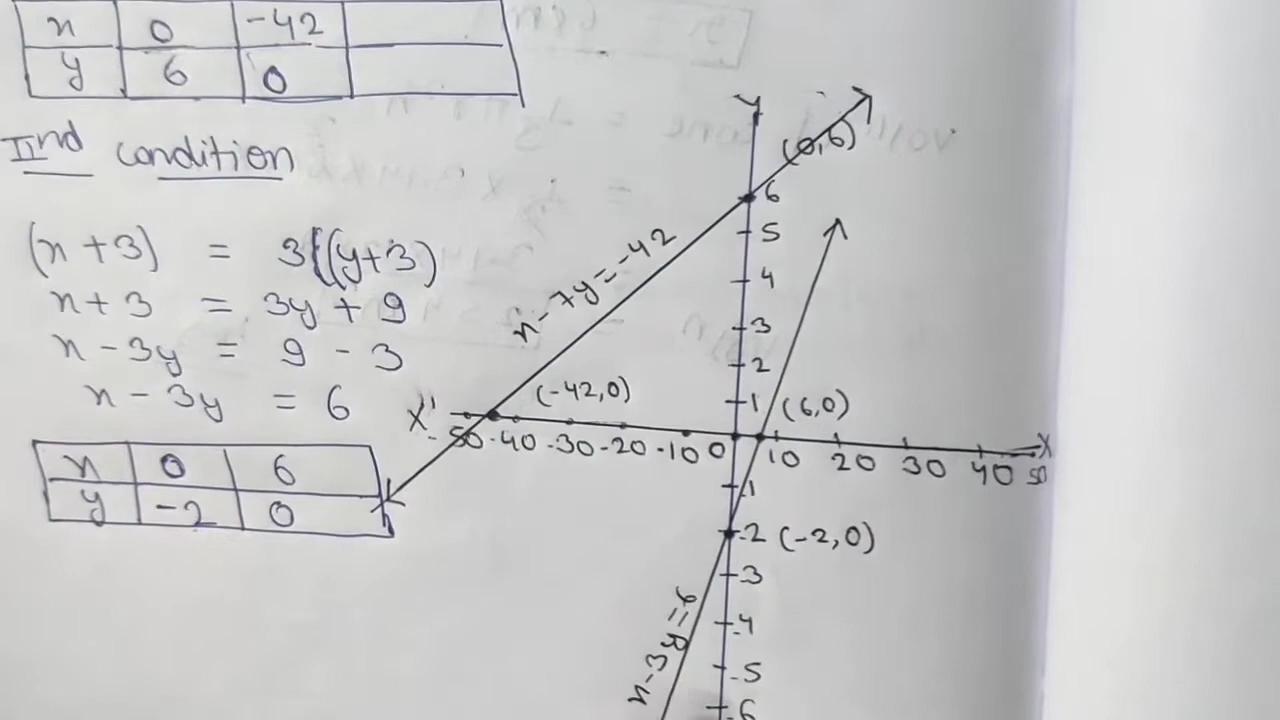 x 0 -42
y 6 0
IInd condition
(x+3) = 3((y+3)
x+3 = 3y+9
x-3y = 9-3
x-3y = 6
x 0 6
y -2 0
Y
(0,6)
6
5
4
3
2
1
x-7y=-42
(-42,0)
(6,0)
X'
-50 -40 -30 -20 -10 0 10 20 30 40 50
X
-1
-2 (-2,0)
-3
-4
-5
-6
x-3y=6